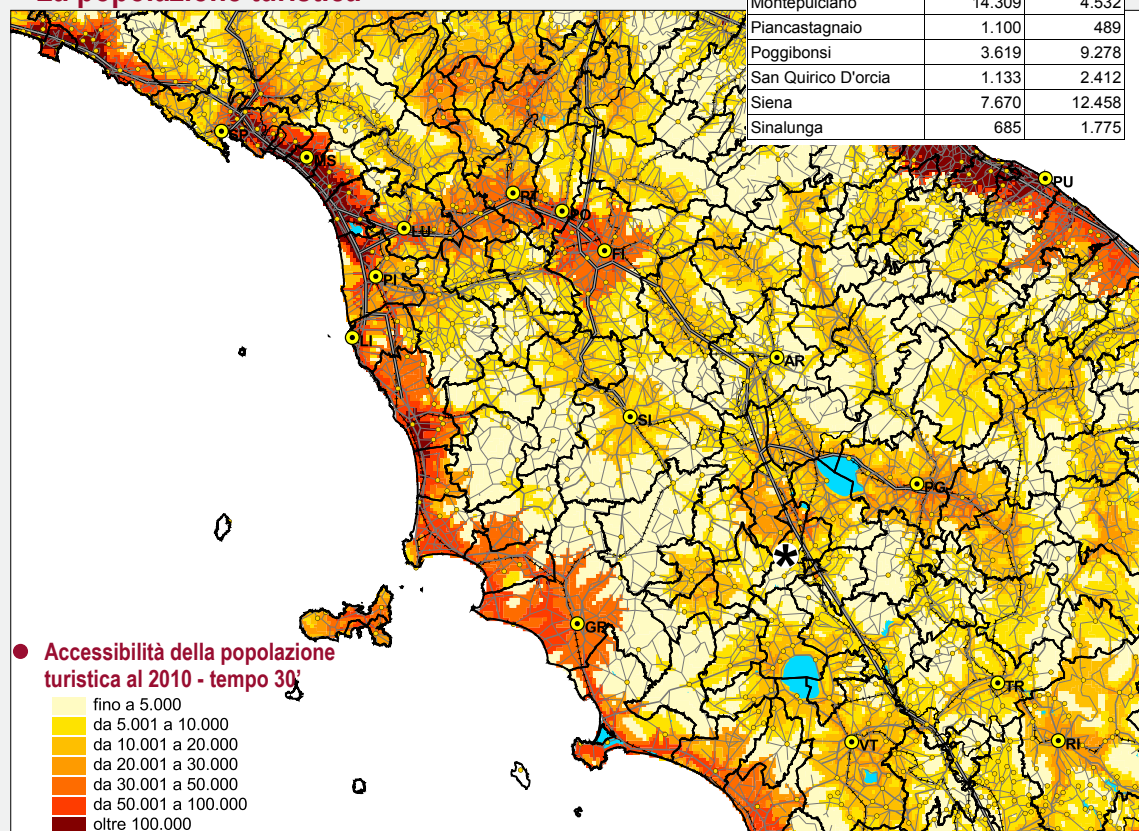 La popolazione turistica
Montepulciano 14.309 4.532
Piancastagnaio 1.100 489
Poggibonsi 3.619 9.278
San Quirico D'orcia 1.133 2.412
Siena 7.670 12.458
Sinalunga 685 1.775
SP
MS
PU
PT
PO
LU
FI
PI
LI
AR
SI
PG
*
GR
TR
VT
RI
Accessibilità della popolazione
turistica al 2010 - tempo 30'
fino a 5.000
da 5.001 a 10.000
da 10.001 a 20.000
da 20.001 a 30.000
da 30.001 a 50.000
da 50.001 a 100.000
oltre 100.000